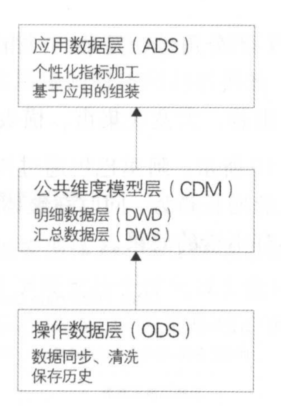 应用数据层（ADS）
个性化指标加工
基于应用的组装
公共维度模型层（CDM）
明细数据层（DWD）
汇总数据层（DWS）
操作数据层（ODS）
数据同步、清洗
保存历史